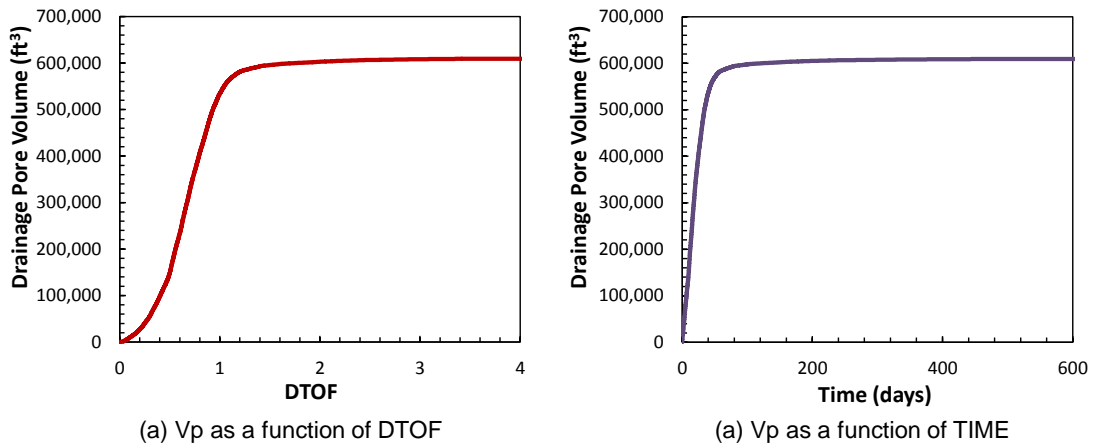 700,000
600,000
500,000
400,000
300,000
200,000
100,000
0
Drainage Pore Volume (ft³)
0 1 2 3 4
DTOF
(a) Vp as a function of DTOF
700,000
600,000
500,000
400,000
300,000
200,000
100,000
0
Drainage Pore Volume (ft³)
0 200 400 600
Time (days)
(a) Vp as a function of TIME